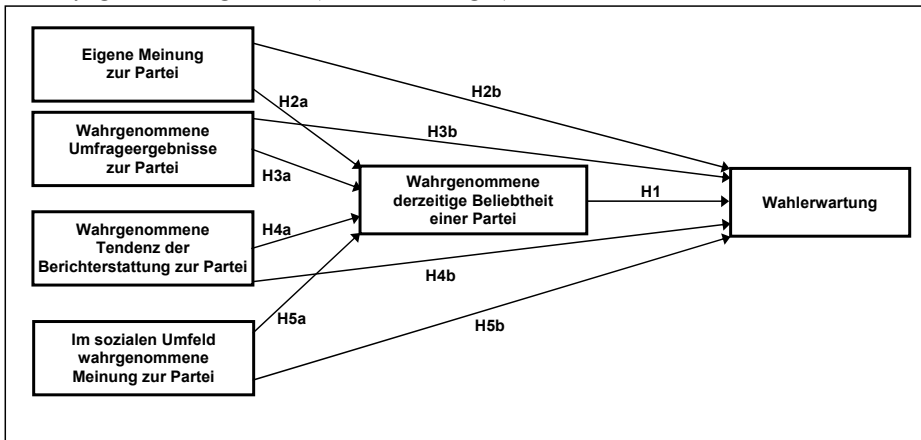 Eigene Meinung
zur Partei
H2b
H2a
Wahrgenommene
Umfrageergebnisse
zur Partei
H3b
H3a
Wahrgenommene
derzeitige Beliebtheit
einer Partei
H1
Wahlerwartung
Wahrgenommene
Tendenz der
Berichterstattung zur Partei
H4a
H4b
Im sozialen Umfeld
wahrgenommene
Meinung zur Partei
H5a
H5b